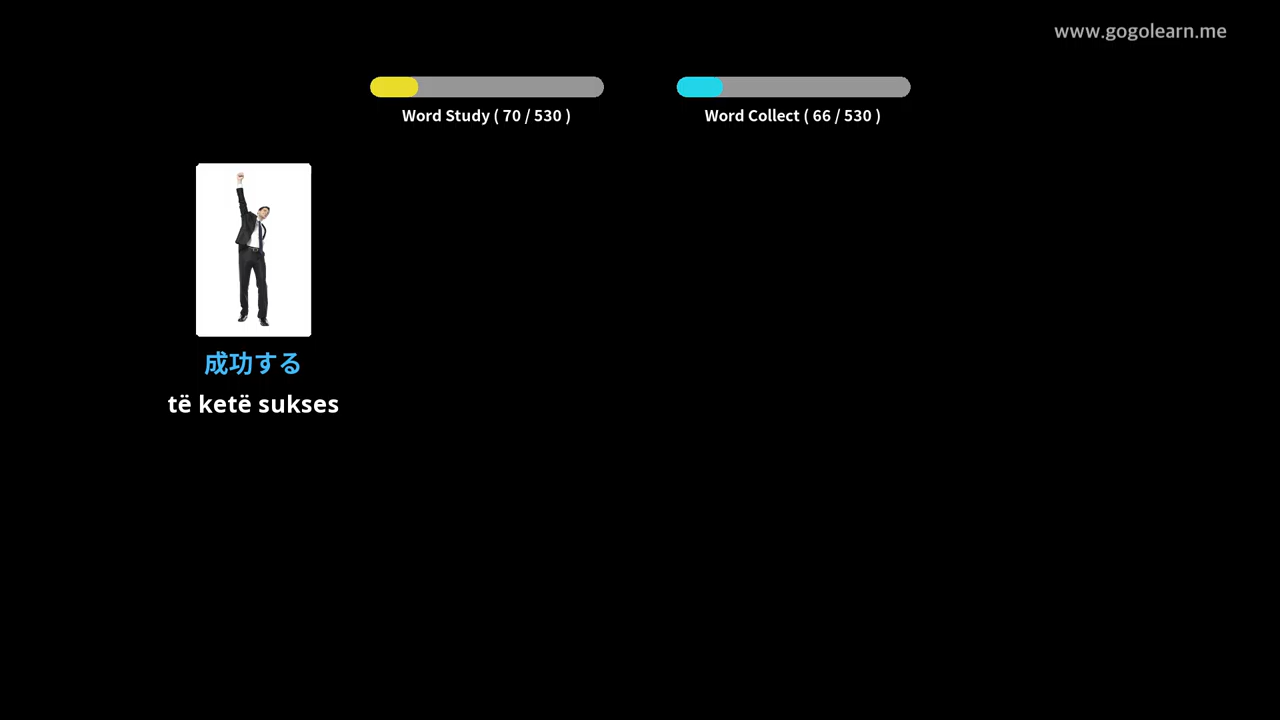 www.gogolearn.me
Word Study ( 70 / 530 )
Word Collect ( 66 / 530 )
成功する
të ketë sukses